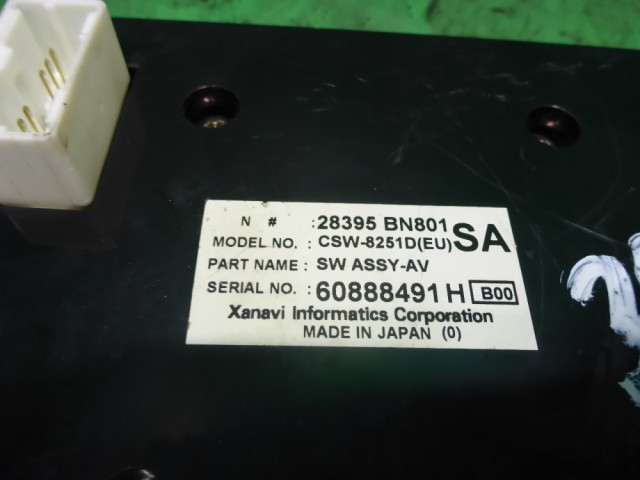 N # : 28395 BN801 SA
MODEL NO. : CSW-8251D(EU)
PART NAME : SW ASSY-AV
SERIAL NO. : 60888491 H B00
Xanavi Informatics Corporation
MADE IN JAPAN (0)